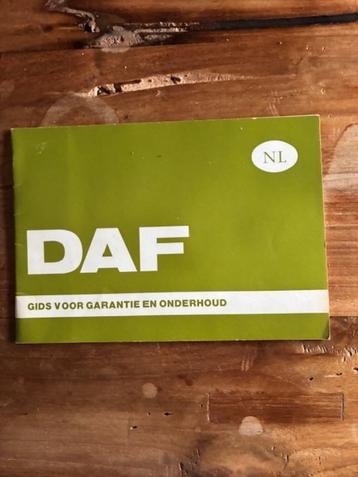 NL
DAF
GIDS VOOR GARANTIE EN ONDERHOUD